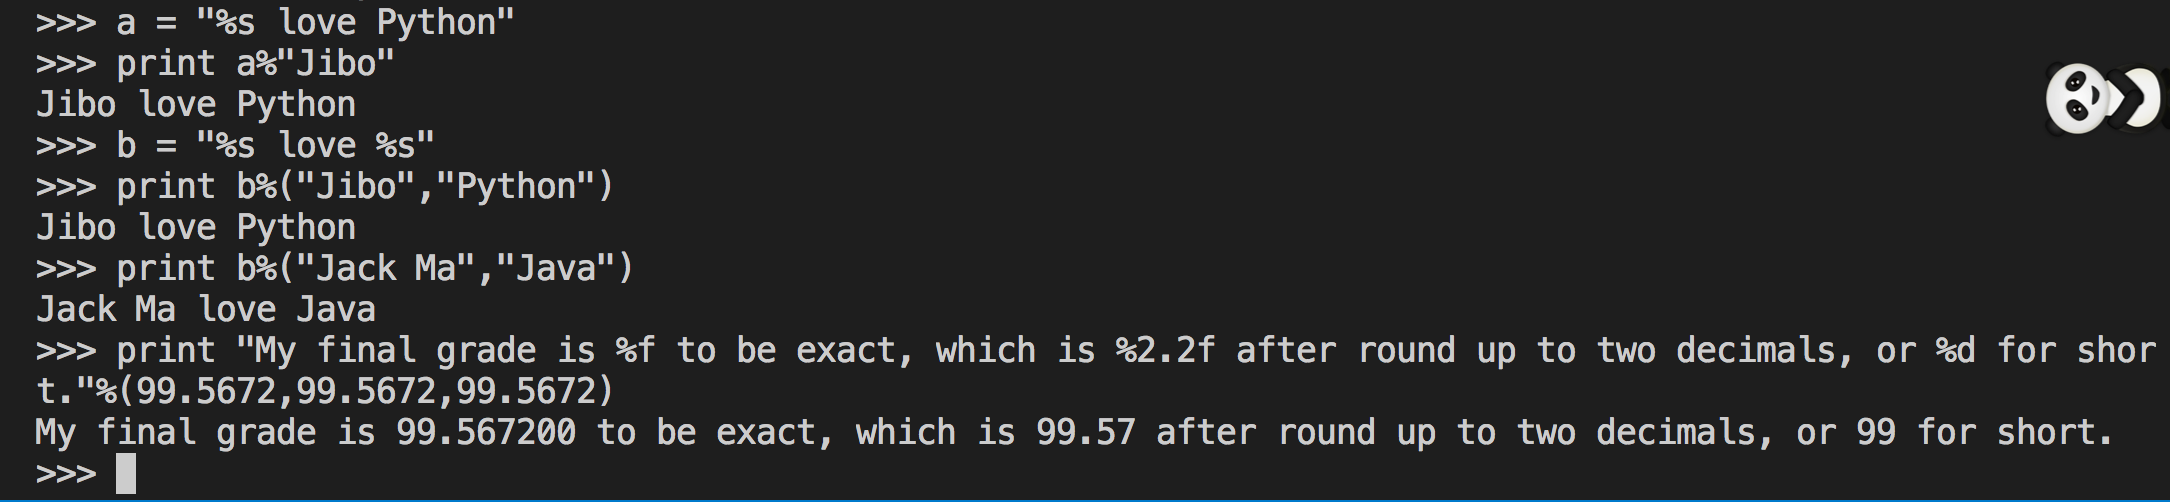 >>> a = "%s love Python"
>>> print a%"Jibo"
Jibo love Python
>>> b = "%s love %s"
>>> print b%("Jibo","Python")
Jibo love Python
>>> print b%("Jack Ma","Java")
Jack Ma love Java
>>> print "My final grade is %f to be exact, which is %2.2f after round up to two decimals, or %d for shor
t."%(99.5672,99.5672,99.5672)
My final grade is 99.567200 to be exact, which is 99.57 after round up to two decimals, or 99 for short.
>>>